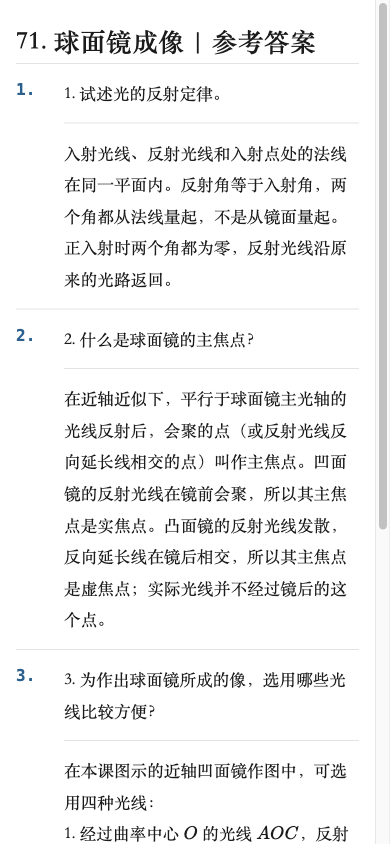 71. 球面镜成像 | 参考答案
1.
1. 试述光的反射定律。
入射光线、反射光线和入射点处的法线
在同一平面内。反射角等于入射角，两
个角都从法线量起，不是从镜面量起。
正入射时两个角都为零，反射光线沿原
来的光路返回。
2.
2. 什么是球面镜的主焦点？
在近轴近似下，平行于球面镜主光轴的
光线反射后，会聚的点（或反射光线反
向延长线相交的点）叫作主焦点。凹面
镜的反射光线在镜前会聚，所以其主焦
点是实焦点。凸面镜的反射光线发散，
反向延长线在镜后相交，所以其主焦点
是虚焦点；实际光线并不经过镜后的这
个点。
3.
3. 为作出球面镜所成的像，选用哪些光
线比较方便？
在本课图示的近轴凹面镜作图中，可选
用四种光线：
1. 经过曲率中心 O 的光线 AOC，反射